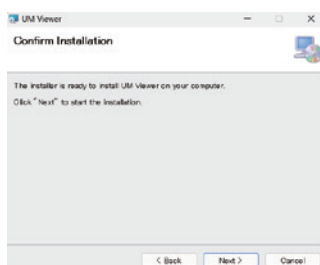 UM Viewer
Confirm Installation
The installer is ready to install UM Viewer on your computer.
Click "Next" to start the installation.
< Back
Next >
Cancel